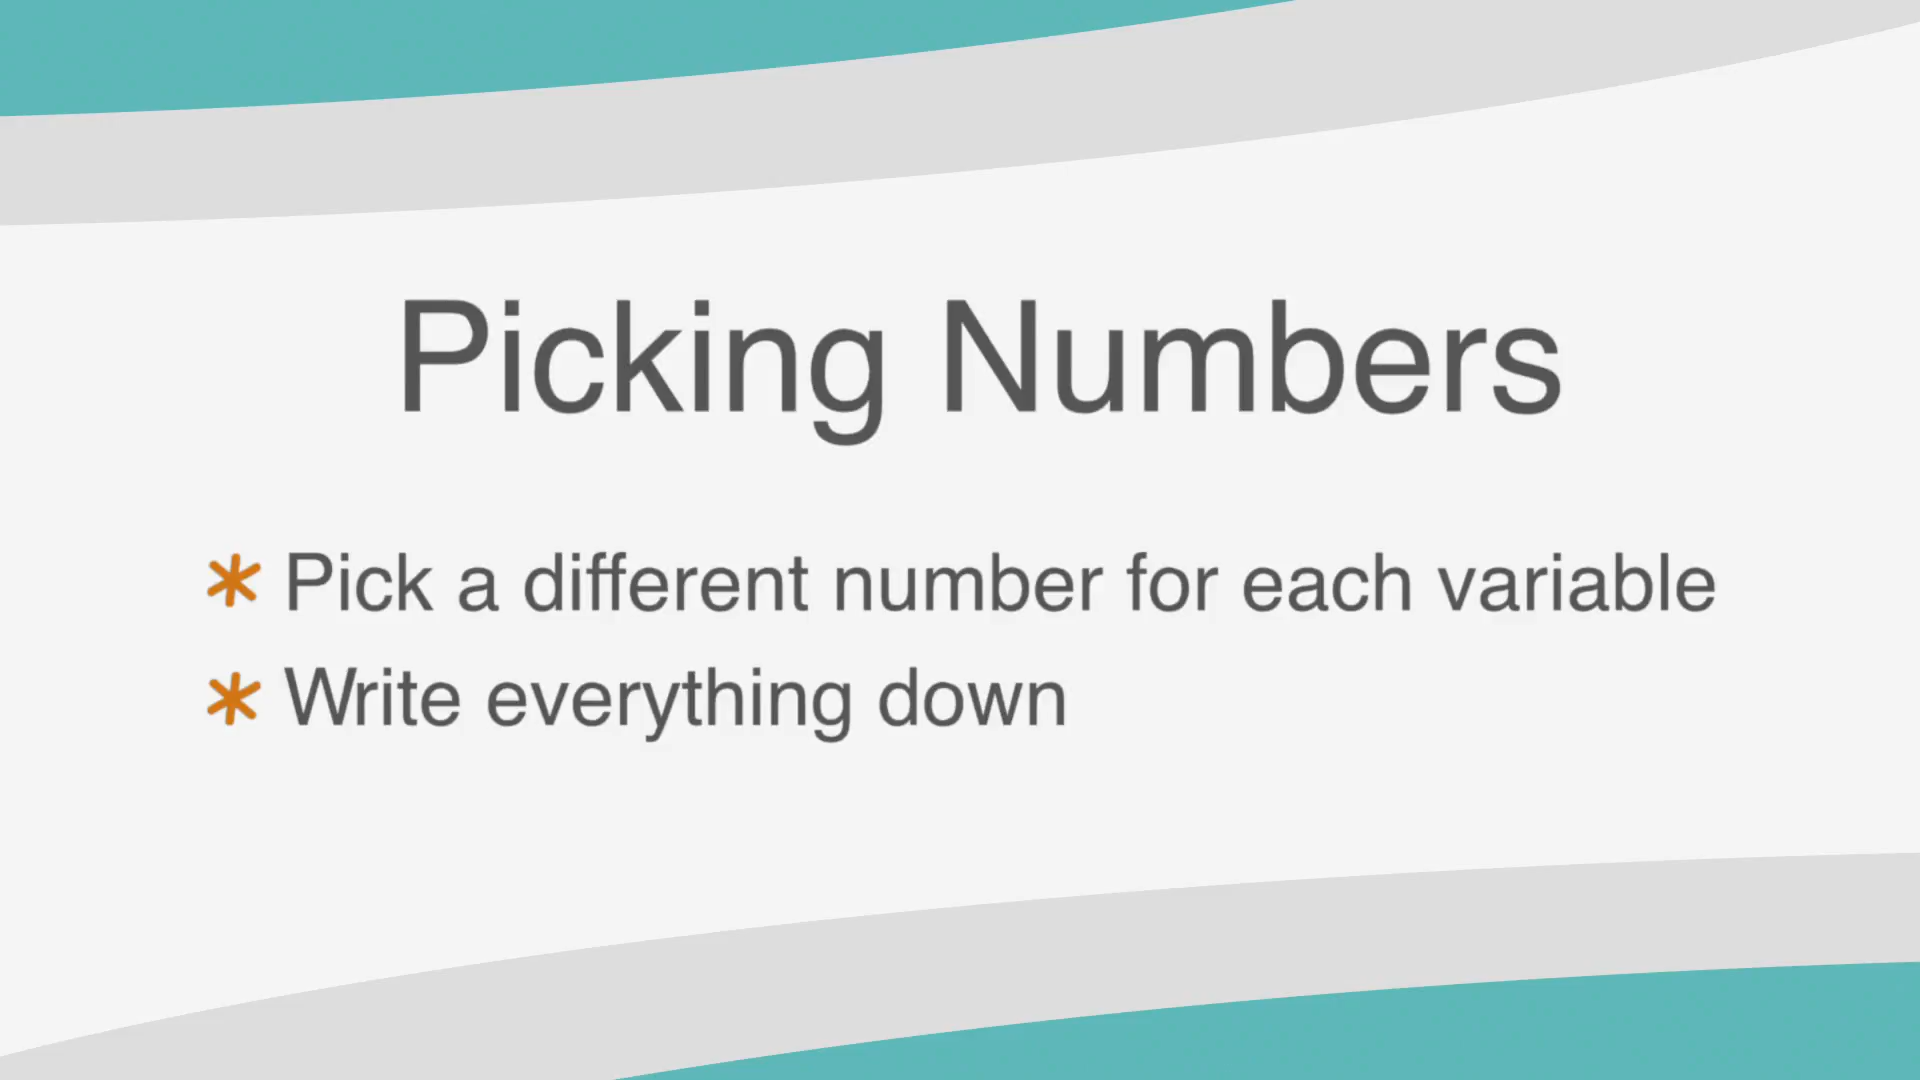 Picking Numbers
* Pick a different number for each variable
* Write everything down